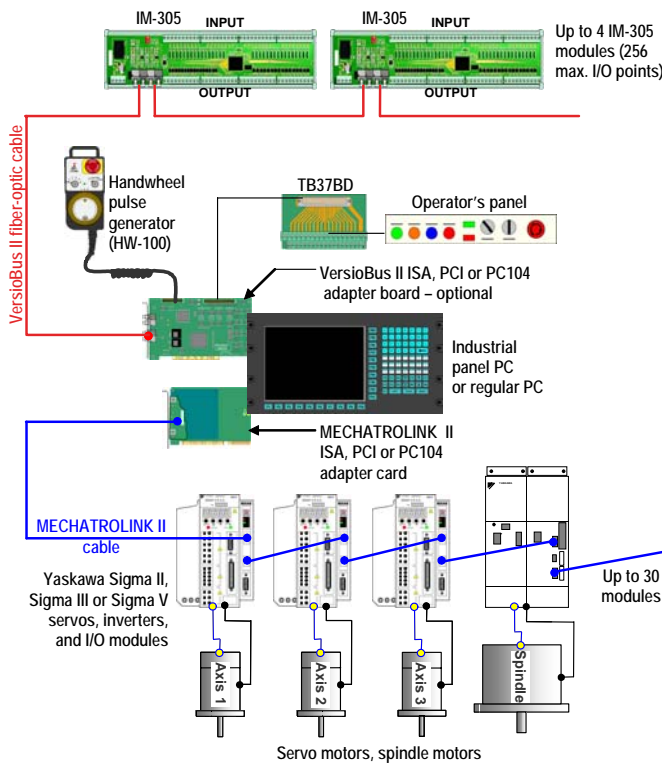 IM-305
INPUT
IM-305
INPUT
OUTPUT
OUTPUT
Up to 4 IM-305
modules (256
max. I/O points)
VersioBus II fiber-optic cable
Handwheel
pulse
generator
(HW-100)
TB37BD
Operator's panel
VersioBus II ISA, PCI or PC104
adapter board – optional
Industrial
panel PC
or regular PC
MECHATROLINK II
ISA, PCI or PC104
adapter card
MECHATROLINK II
cable
Yaskawa Sigma II,
Sigma III or Sigma V
servos, inverters,
and I/O modules
Up to 30
modules
Axis 1
Axis 2
Axis 3
Spindle
Servo motors, spindle motors